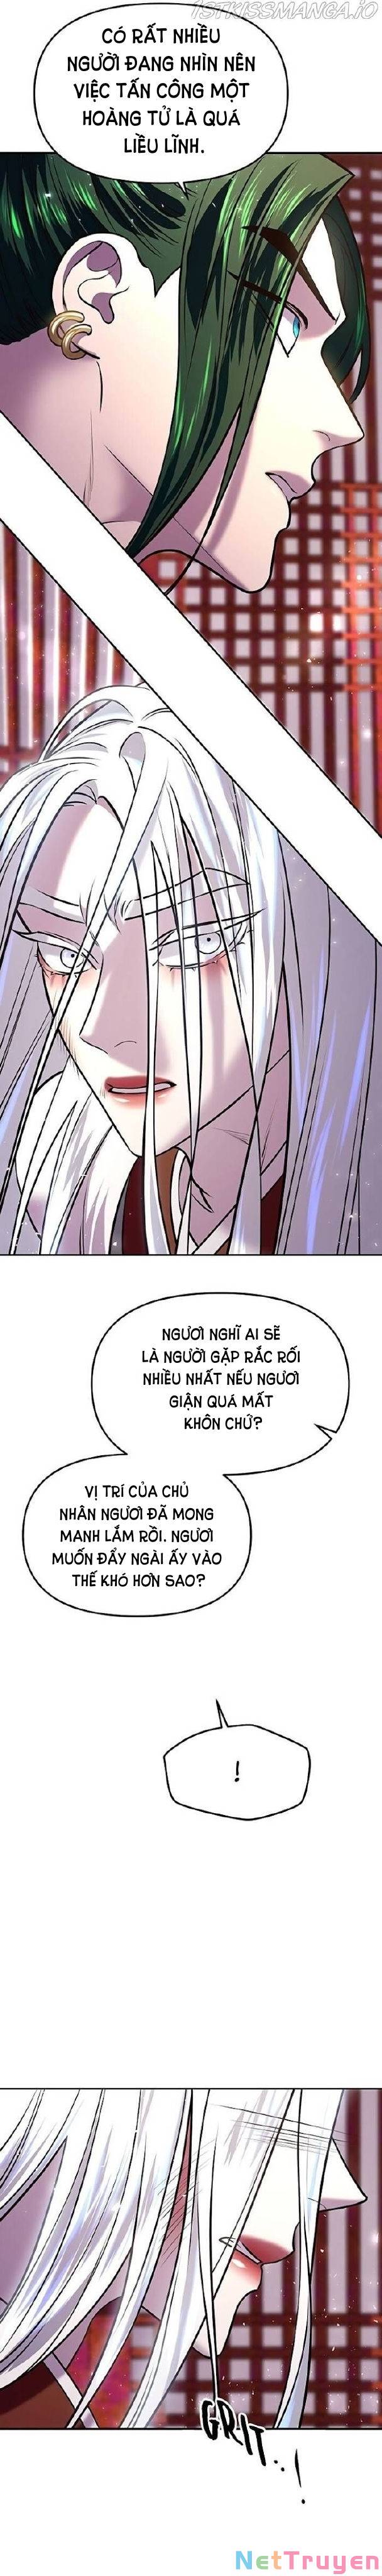 1STKISSMANGA.IO
CÓ RẤT NHIỀU
NGƯỜI ĐANG NHÌN NÊN
VIỆC TẤN CÔNG MỘT
HOÀNG TỬ LÀ QUÁ
LIỀU LĨNH.
NGƯƠI NGHĨ AI SẼ
LÀ NGƯỜI GẶP RẮC RỐI
NHIỀU NHẤT NẾU NGƯƠI
GIẬN QUÁ MẤT
KHÔN CHỨ?
VỊ TRÍ CỦA CHỦ
NHÂN NGƯƠI ĐÃ MONG
MANH LẮM RỒI. NGƯƠI
MUỐN ĐẨY NGÀI ẤY VÀO
THẾ KHÓ HƠN SAO?
!
GRIT...!
NetTruyen